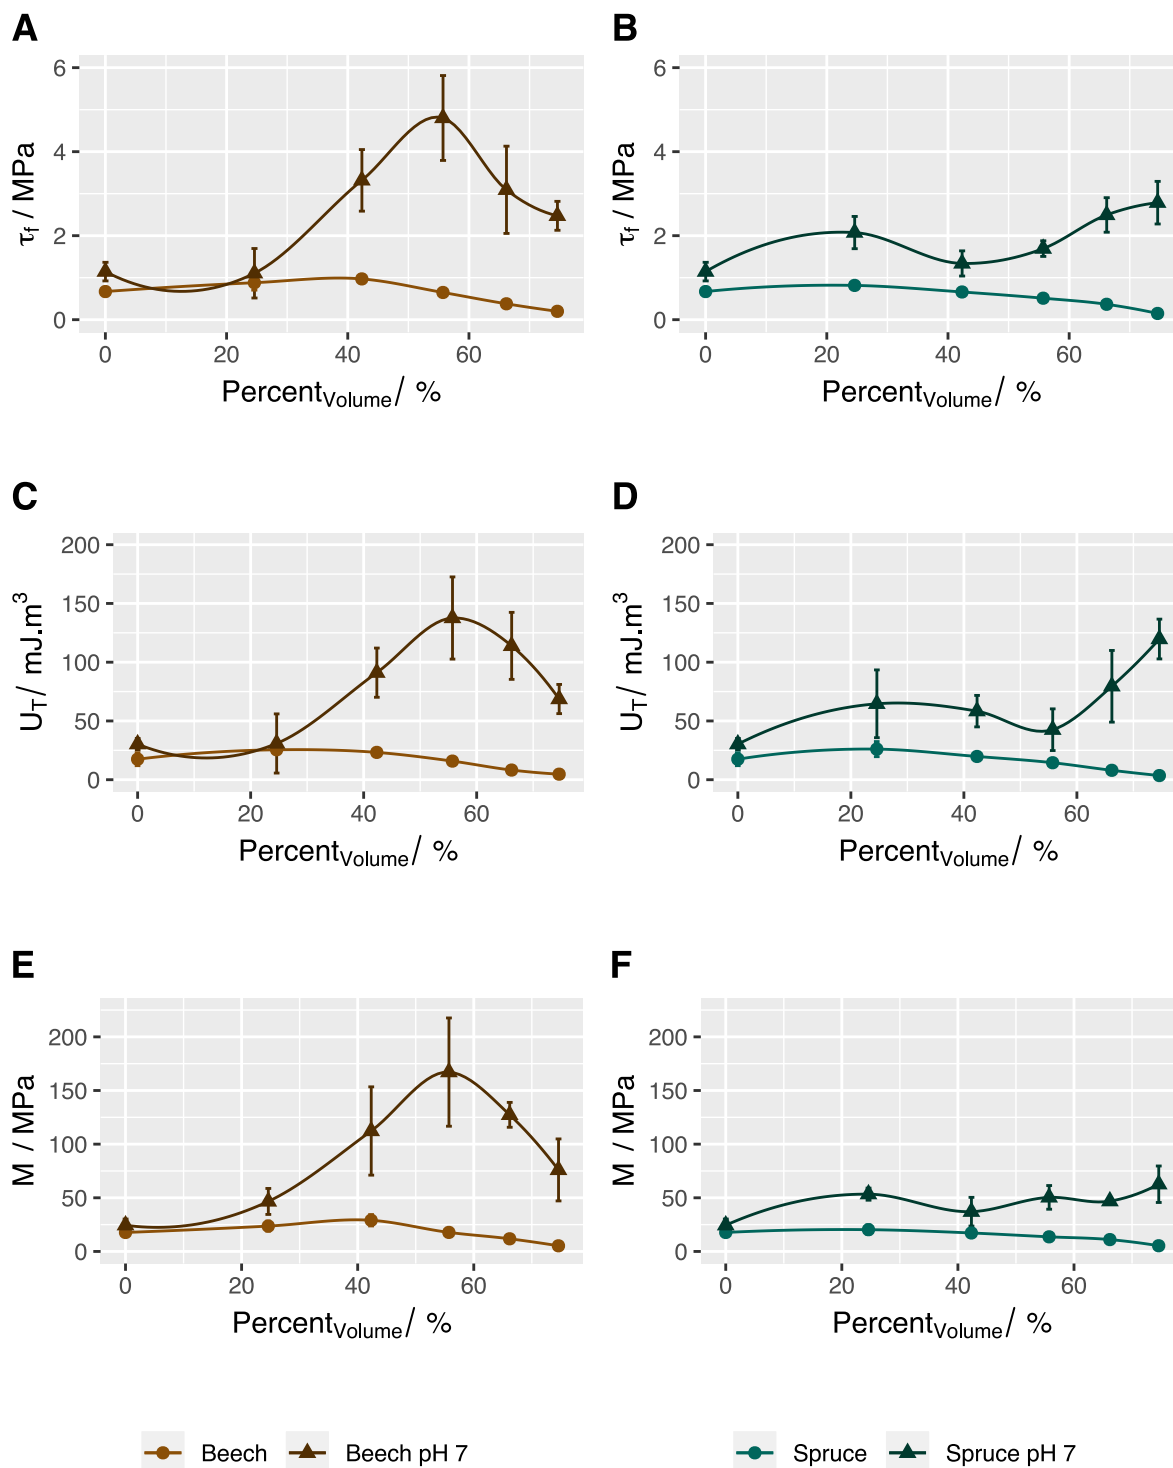 A
B
6
4
2
0
τf / MPa
0 20 40 60
PercentVolume / %
6
4
2
0
τf / MPa
0 20 40 60
PercentVolume / %
C
D
200
150
100
50
0
UT / mJ.m³
0 20 40 60
PercentVolume / %
200
150
100
50
0
UT / mJ.m³
0 20 40 60
PercentVolume / %
E
F
200
150
100
50
0
M / MPa
0 20 40 60
PercentVolume / %
200
150
100
50
0
M / MPa
0 20 40 60
PercentVolume / %
Beech Beech pH 7
Spruce Spruce pH 7